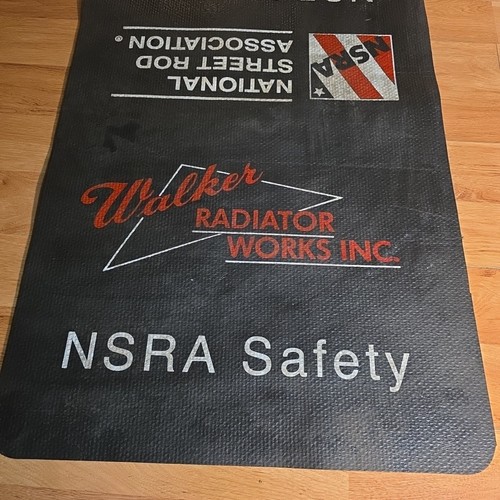 NATIONAL
STREET ROD
ASSOCIATION®
NSRA
Walker
RADIATOR
WORKS INC.
NSRA Safety